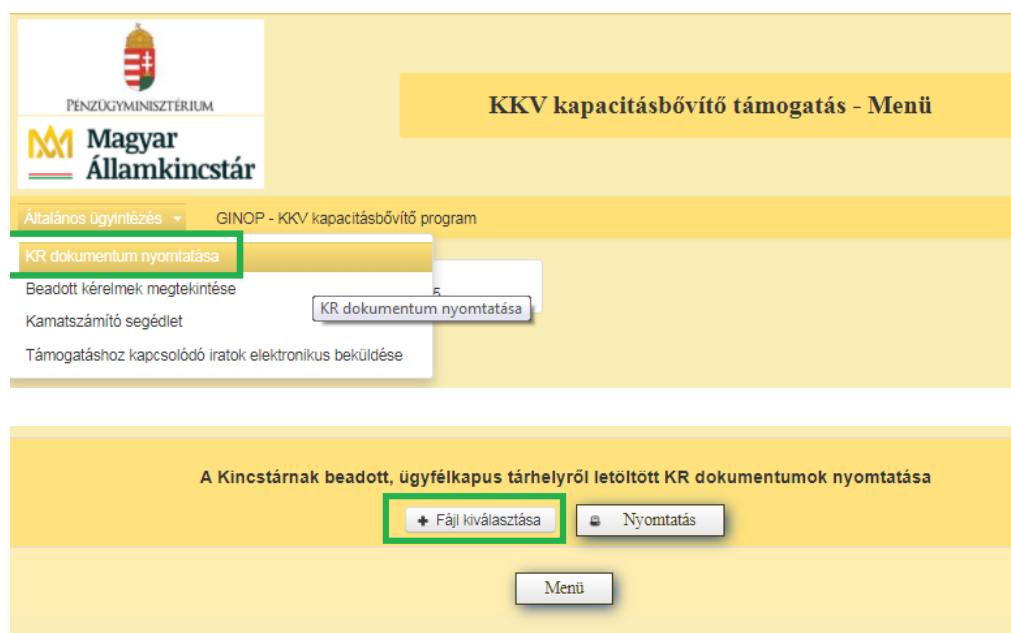 PÉNZÜGYMINISZTÉRIUM
Magyar
Államkincstár
KKV kapacitásbővítő támogatás - Menü
Általános ügyintézés
GINOP - KKV kapacitásbővítő program
KR dokumentum nyomtatása
Beadott kérelmek megtekintése
KR dokumentum nyomtatása
Kamatszámító segédlet
Támogatáshoz kapcsolódó iratok elektronikus beküldése
A Kincstárnak beadott, ügyfélkapus tárhelyről letöltött KR dokumentumok nyomtatása
Fájl kiválasztása
Nyomtatás
Menü